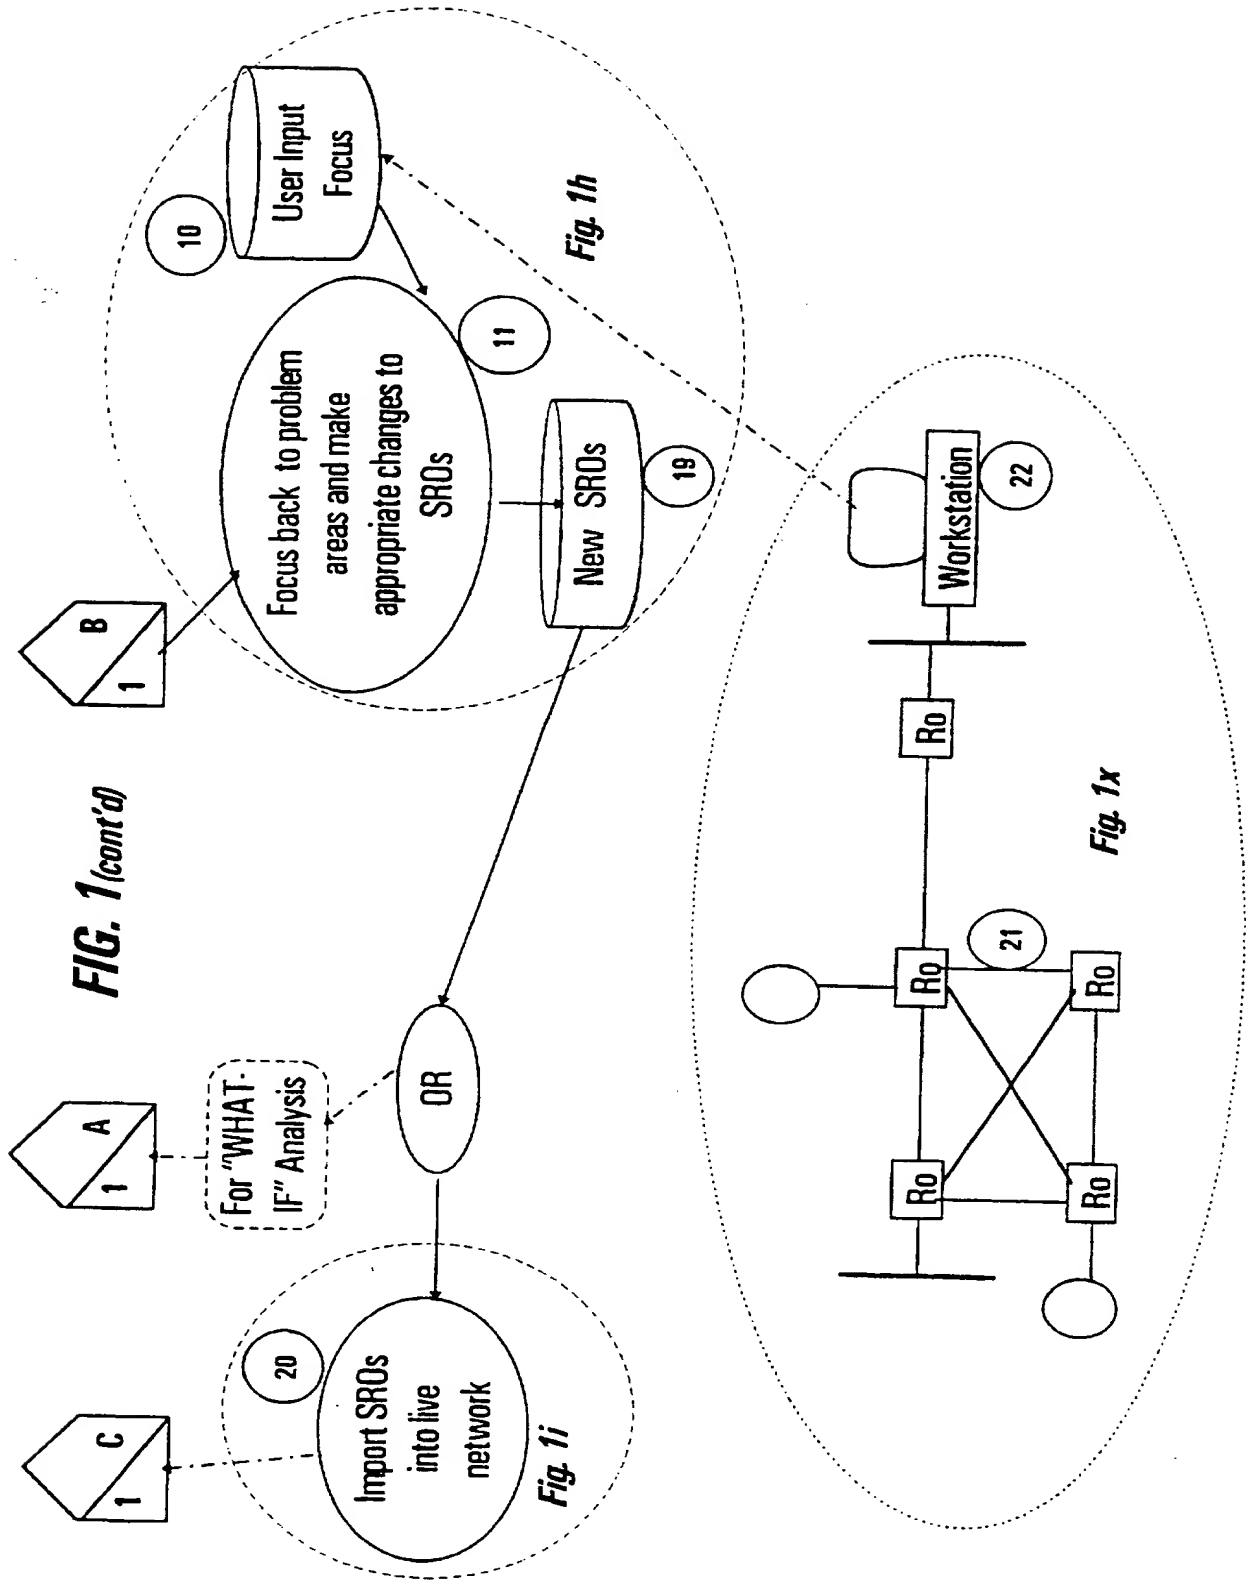 FIG. 1 (cont'd)
1 C
1 A
1 B
20
Import SROs
into live
network
Fig. 1i
For "WHAT-
IF" Analysis
OR
Focus back to problem
areas and make
appropriate changes to
SROs
10
User Input
Focus
11
New SROs
19
Fig. 1h
Ro
Ro
Ro
Workstation
22
21
Ro
Ro
Fig. 1x